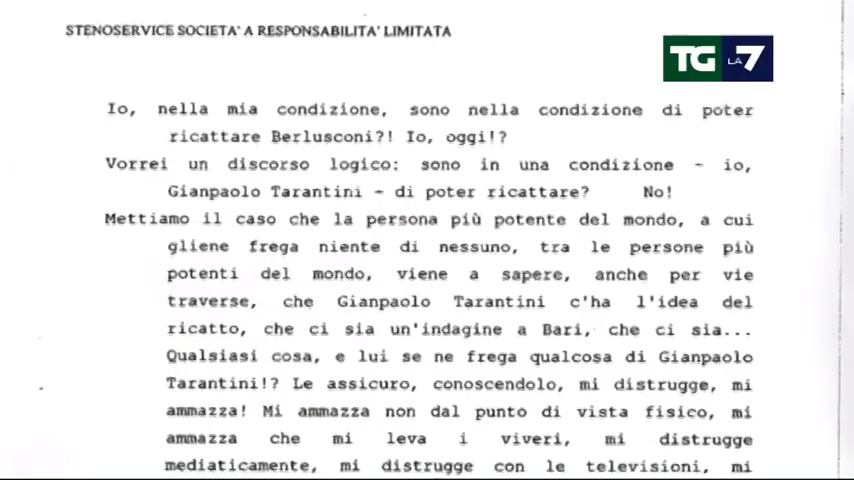 STENOSERVICE SOCIETA' A RESPONSABILITA' LIMITATA
TG LA 7
Io, nella mia condizione, sono nella condizione di poter
ricattare Berlusconi?! Io, oggi!?
Vorrei un discorso logico: sono in una condizione - io,
Gianpaolo Tarantini - di poter ricattare? No!
Mettiamo il caso che la persona più potente del mondo, a cui
gliene frega niente di nessuno, tra le persone più
potenti del mondo, viene a sapere, anche per vie
traverse, che Gianpaolo Tarantini c'ha l'idea del
ricatto, che ci sia un'indagine a Bari, che ci sia...
Qualsiasi cosa, e lui se ne frega qualcosa di Gianpaolo
Tarantini!? Le assicuro, conoscendolo, mi distrugge, mi
ammazza! Mi ammazza non dal punto di vista fisico, mi
ammazza che mi leva i viveri, mi distrugge
mediaticamente, mi distrugge con le televisioni, mi